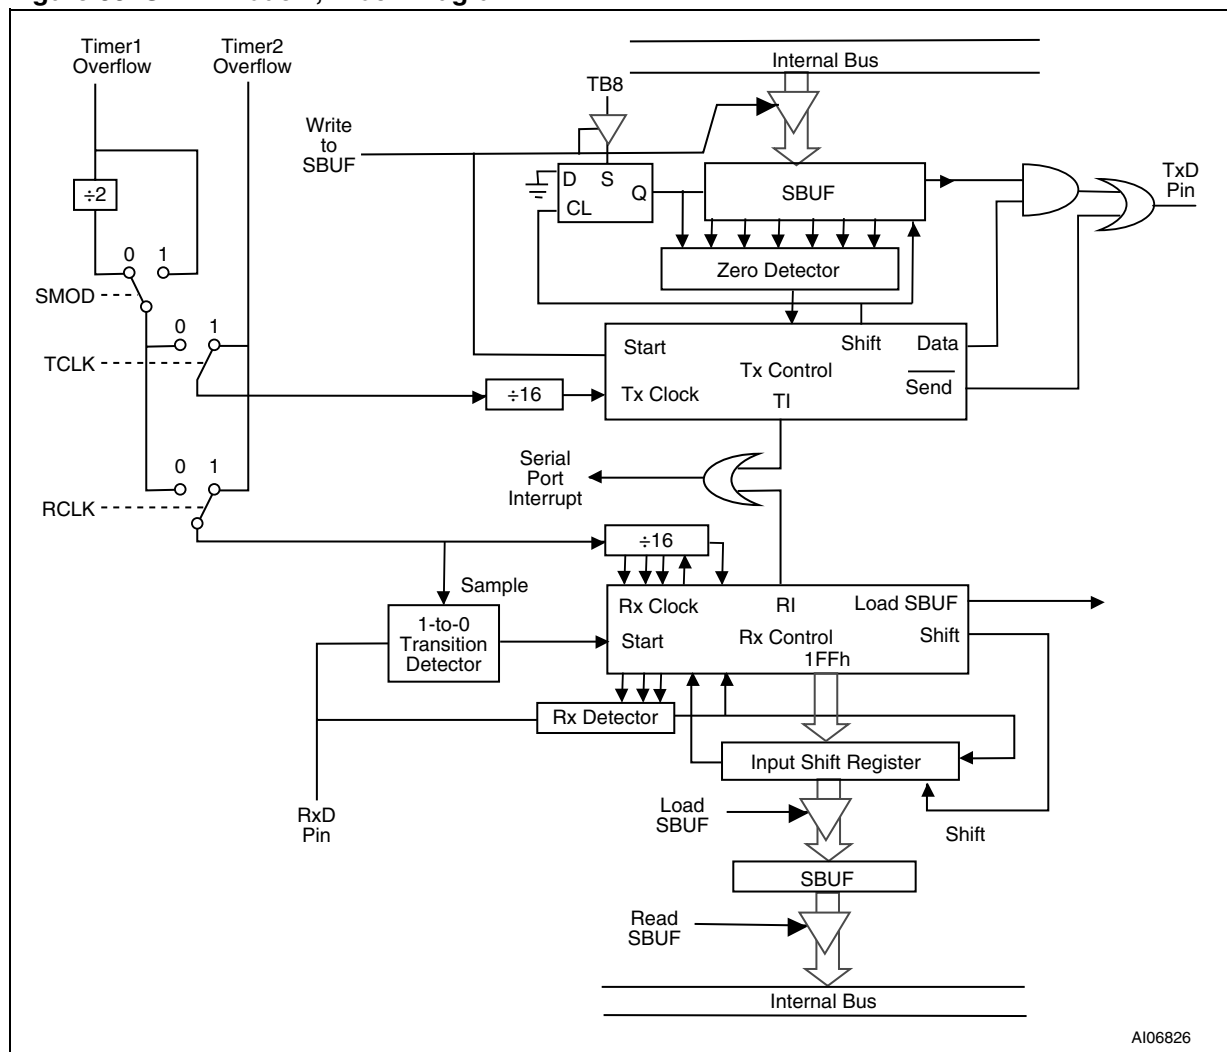 Timer1
Overflow
Timer2
Overflow
Internal Bus
TB8
Write
to
SBUF
÷2
D
S
Q
CL
SBUF
TxD
Pin
Zero Detector
0
1
SMOD
0
1
TCLK
Start
Shift
Data
Tx Control
Send
÷16
Tx Clock
TI
Serial
Port
Interrupt
0
1
RCLK
÷16
Sample
Rx Clock
RI
Load SBUF
1-to-0
Transition
Detector
Start
Rx Control
Shift
1FFh
Rx Detector
Input Shift Register
RxD
Pin
Load
SBUF
Shift
SBUF
Read
SBUF
Internal Bus
AI06826